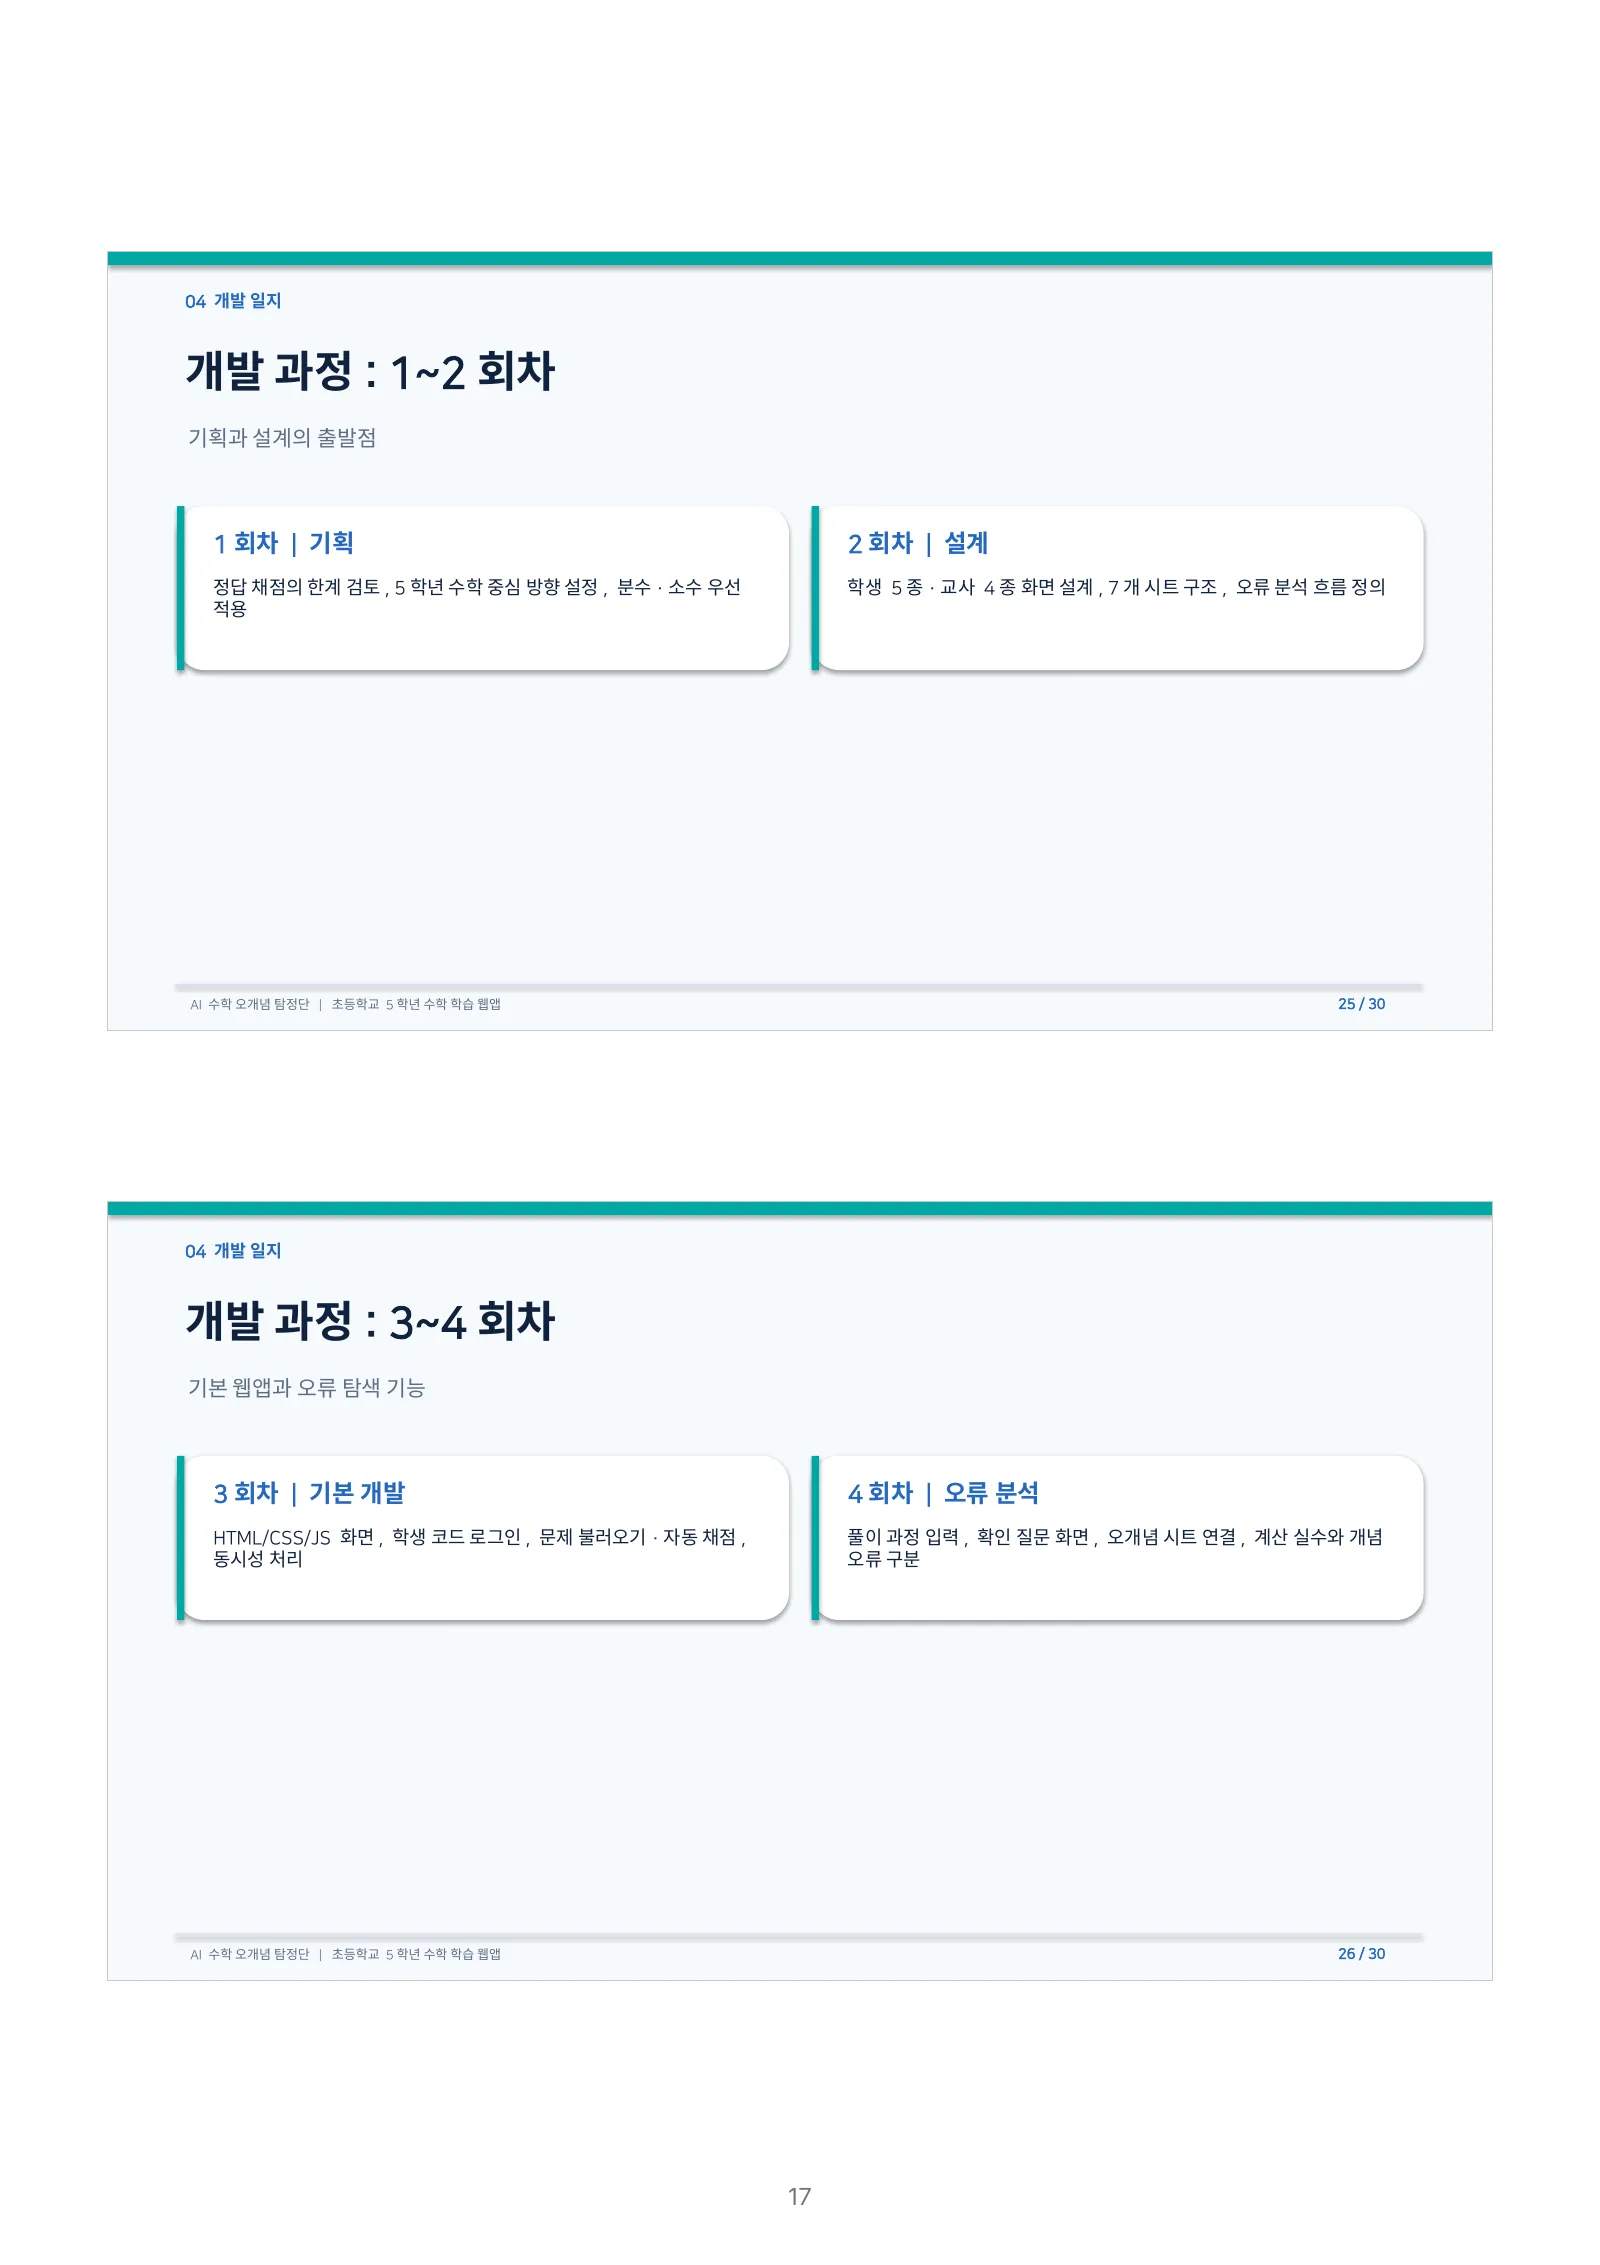 04 개발 일지
개발 과정 : 1~2 회차
기획과 설계의 출발점
1 회차 | 기획
정답 채점의 한계 검토 , 5 학년 수학 중심 방향 설정 , 분수 · 소수 우선
적용
2 회차 | 설계
학생 5 종 · 교사 4 종 화면 설계 , 7 개 시트 구조 , 오류 분석 흐름 정의
AI 수학 오개념 탐정단 | 초등학교 5 학년 수학 학습 웹앱
25 / 30
04 개발 일지
개발 과정 : 3~4 회차
기본 웹앱과 오류 탐색 기능
3 회차 | 기본 개발
HTML/CSS/JS 화면 , 학생 코드 로그인 , 문제 불러오기 · 자동 채점 ,
동시성 처리
4 회차 | 오류 분석
풀이 과정 입력 , 확인 질문 화면 , 오개념 시트 연결 , 계산 실수와 개념
오류 구분
AI 수학 오개념 탐정단 | 초등학교 5 학년 수학 학습 웹앱
26 / 30
17